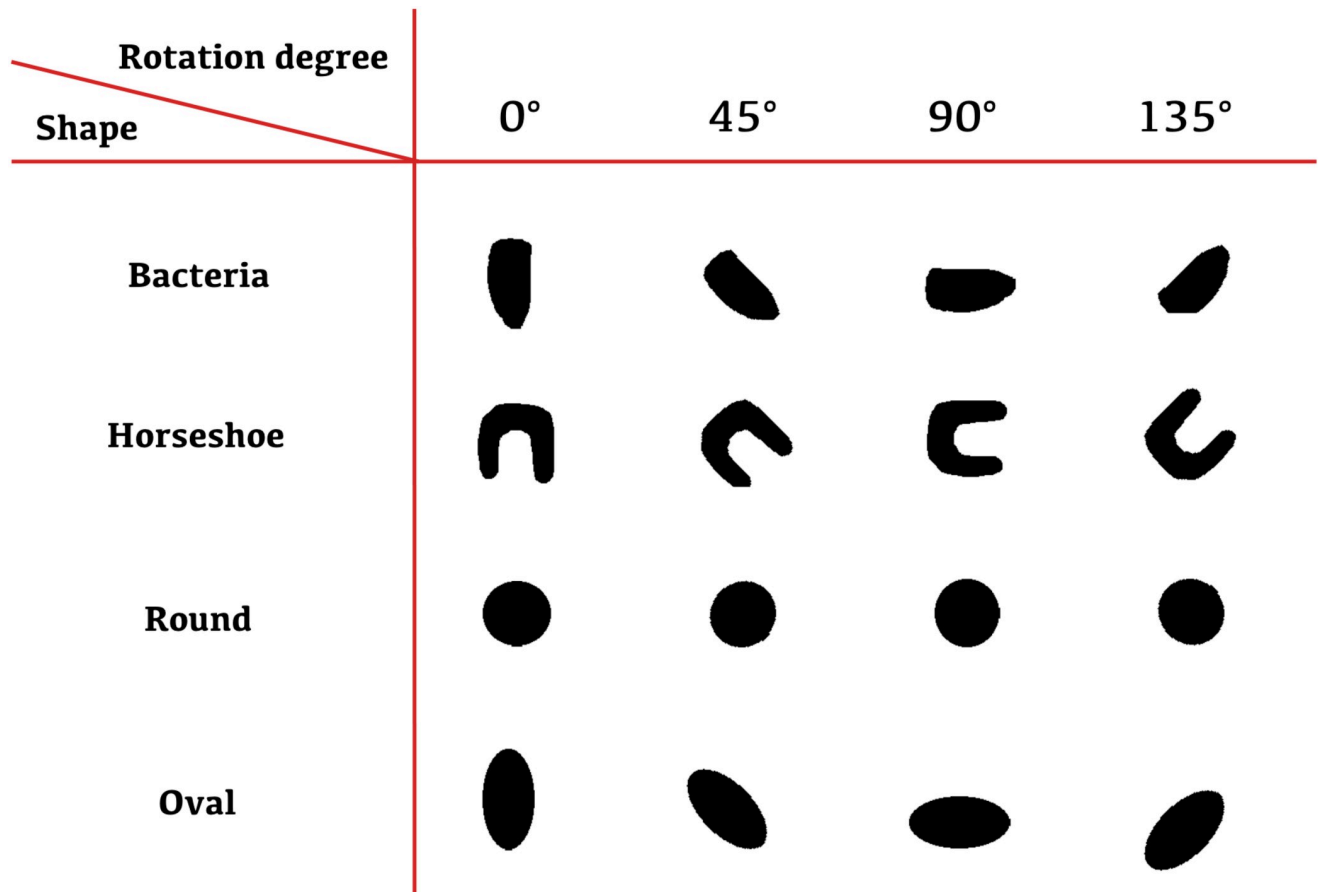 Rotation degree
Shape
0° 45° 90° 135°
Bacteria
Horseshoe
Round
Oval